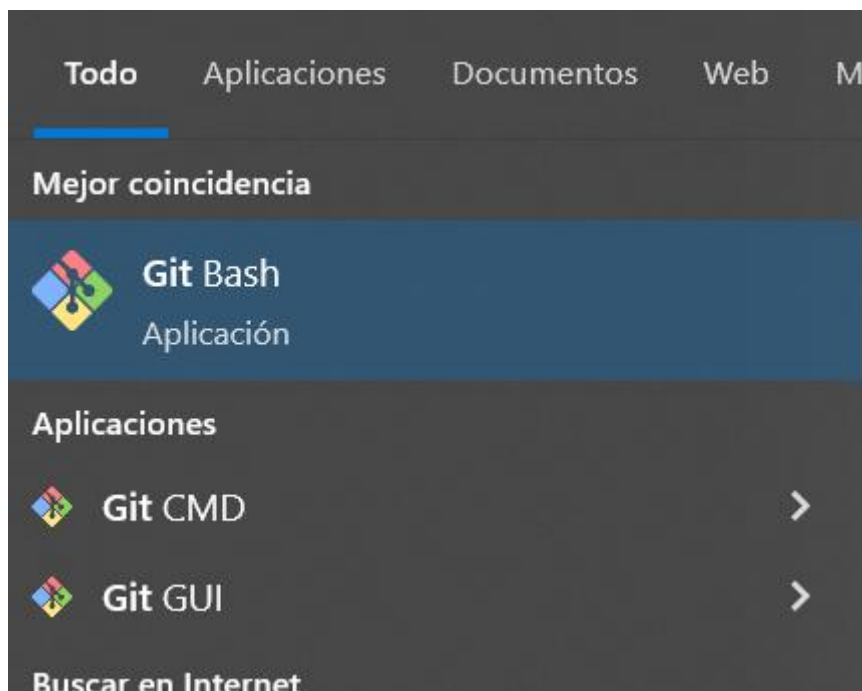 Todo Aplicaciones Documentos Web M
Mejor coincidencia
Git Bash
Aplicación
Aplicaciones
Git CMD
Git GUI
Buscar en Internet